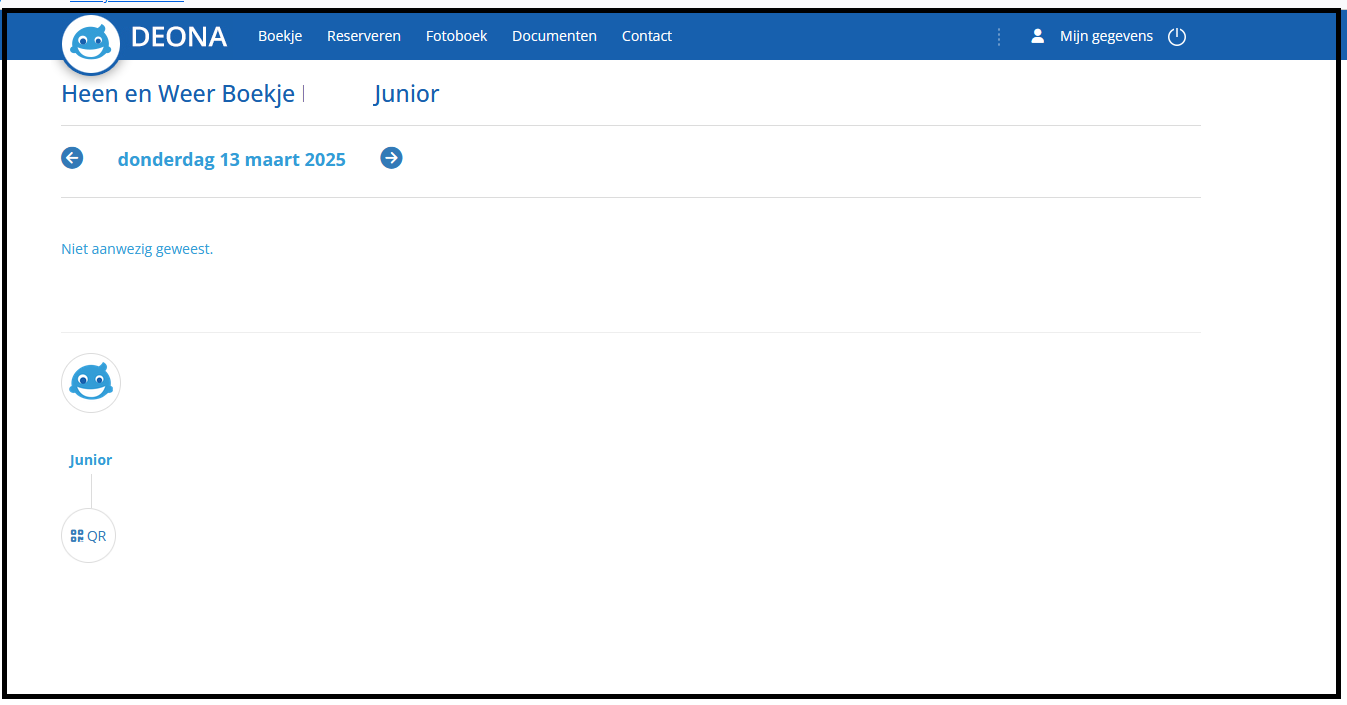 DEONA Boekje Reserveren Fotoboek Documenten Contact Mijn gegevens
Heen en Weer Boekje | Junior
donderdag 13 maart 2025
Niet aanwezig geweest.
Junior
QR